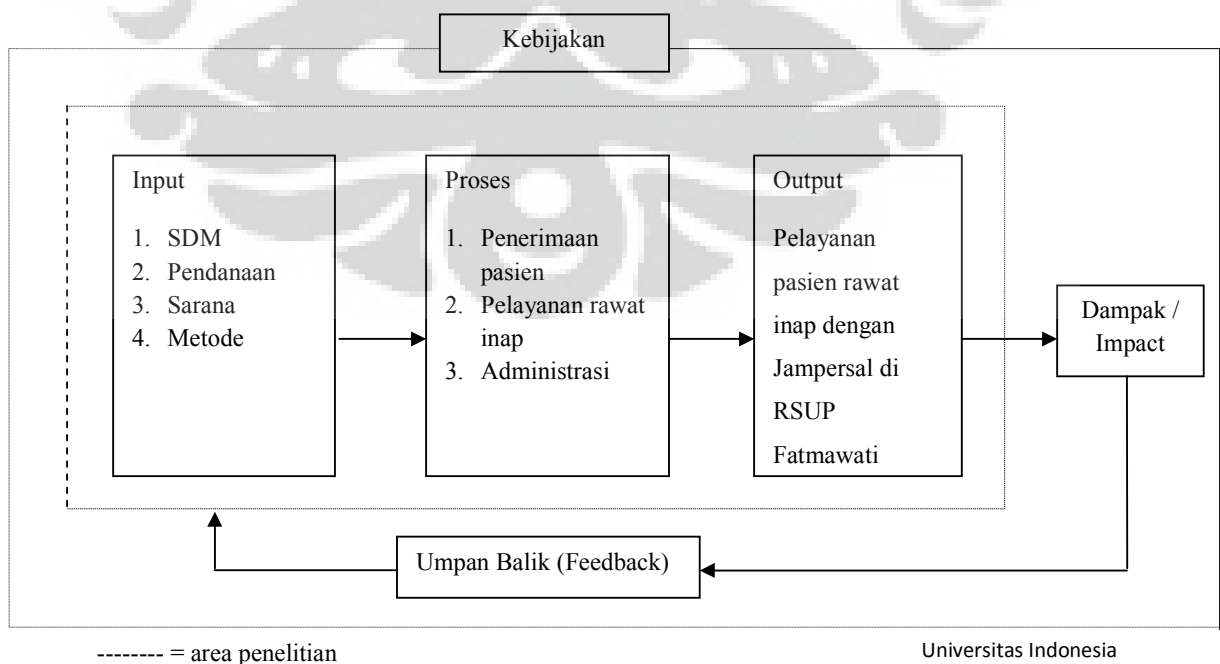 Kebijakan
Input
1. SDM
2. Pendanaan
3. Sarana
4. Metode
Proses
1. Penerimaan
pasien
2. Pelayanan rawat
inap
3. Administrasi
Output
Pelayanan
pasien rawat
inap dengan
Jampersal di
RSUP
Fatmawati
Dampak /
Impact
Umpan Balik (Feedback)
-------- = area penelitian
Universitas Indonesia